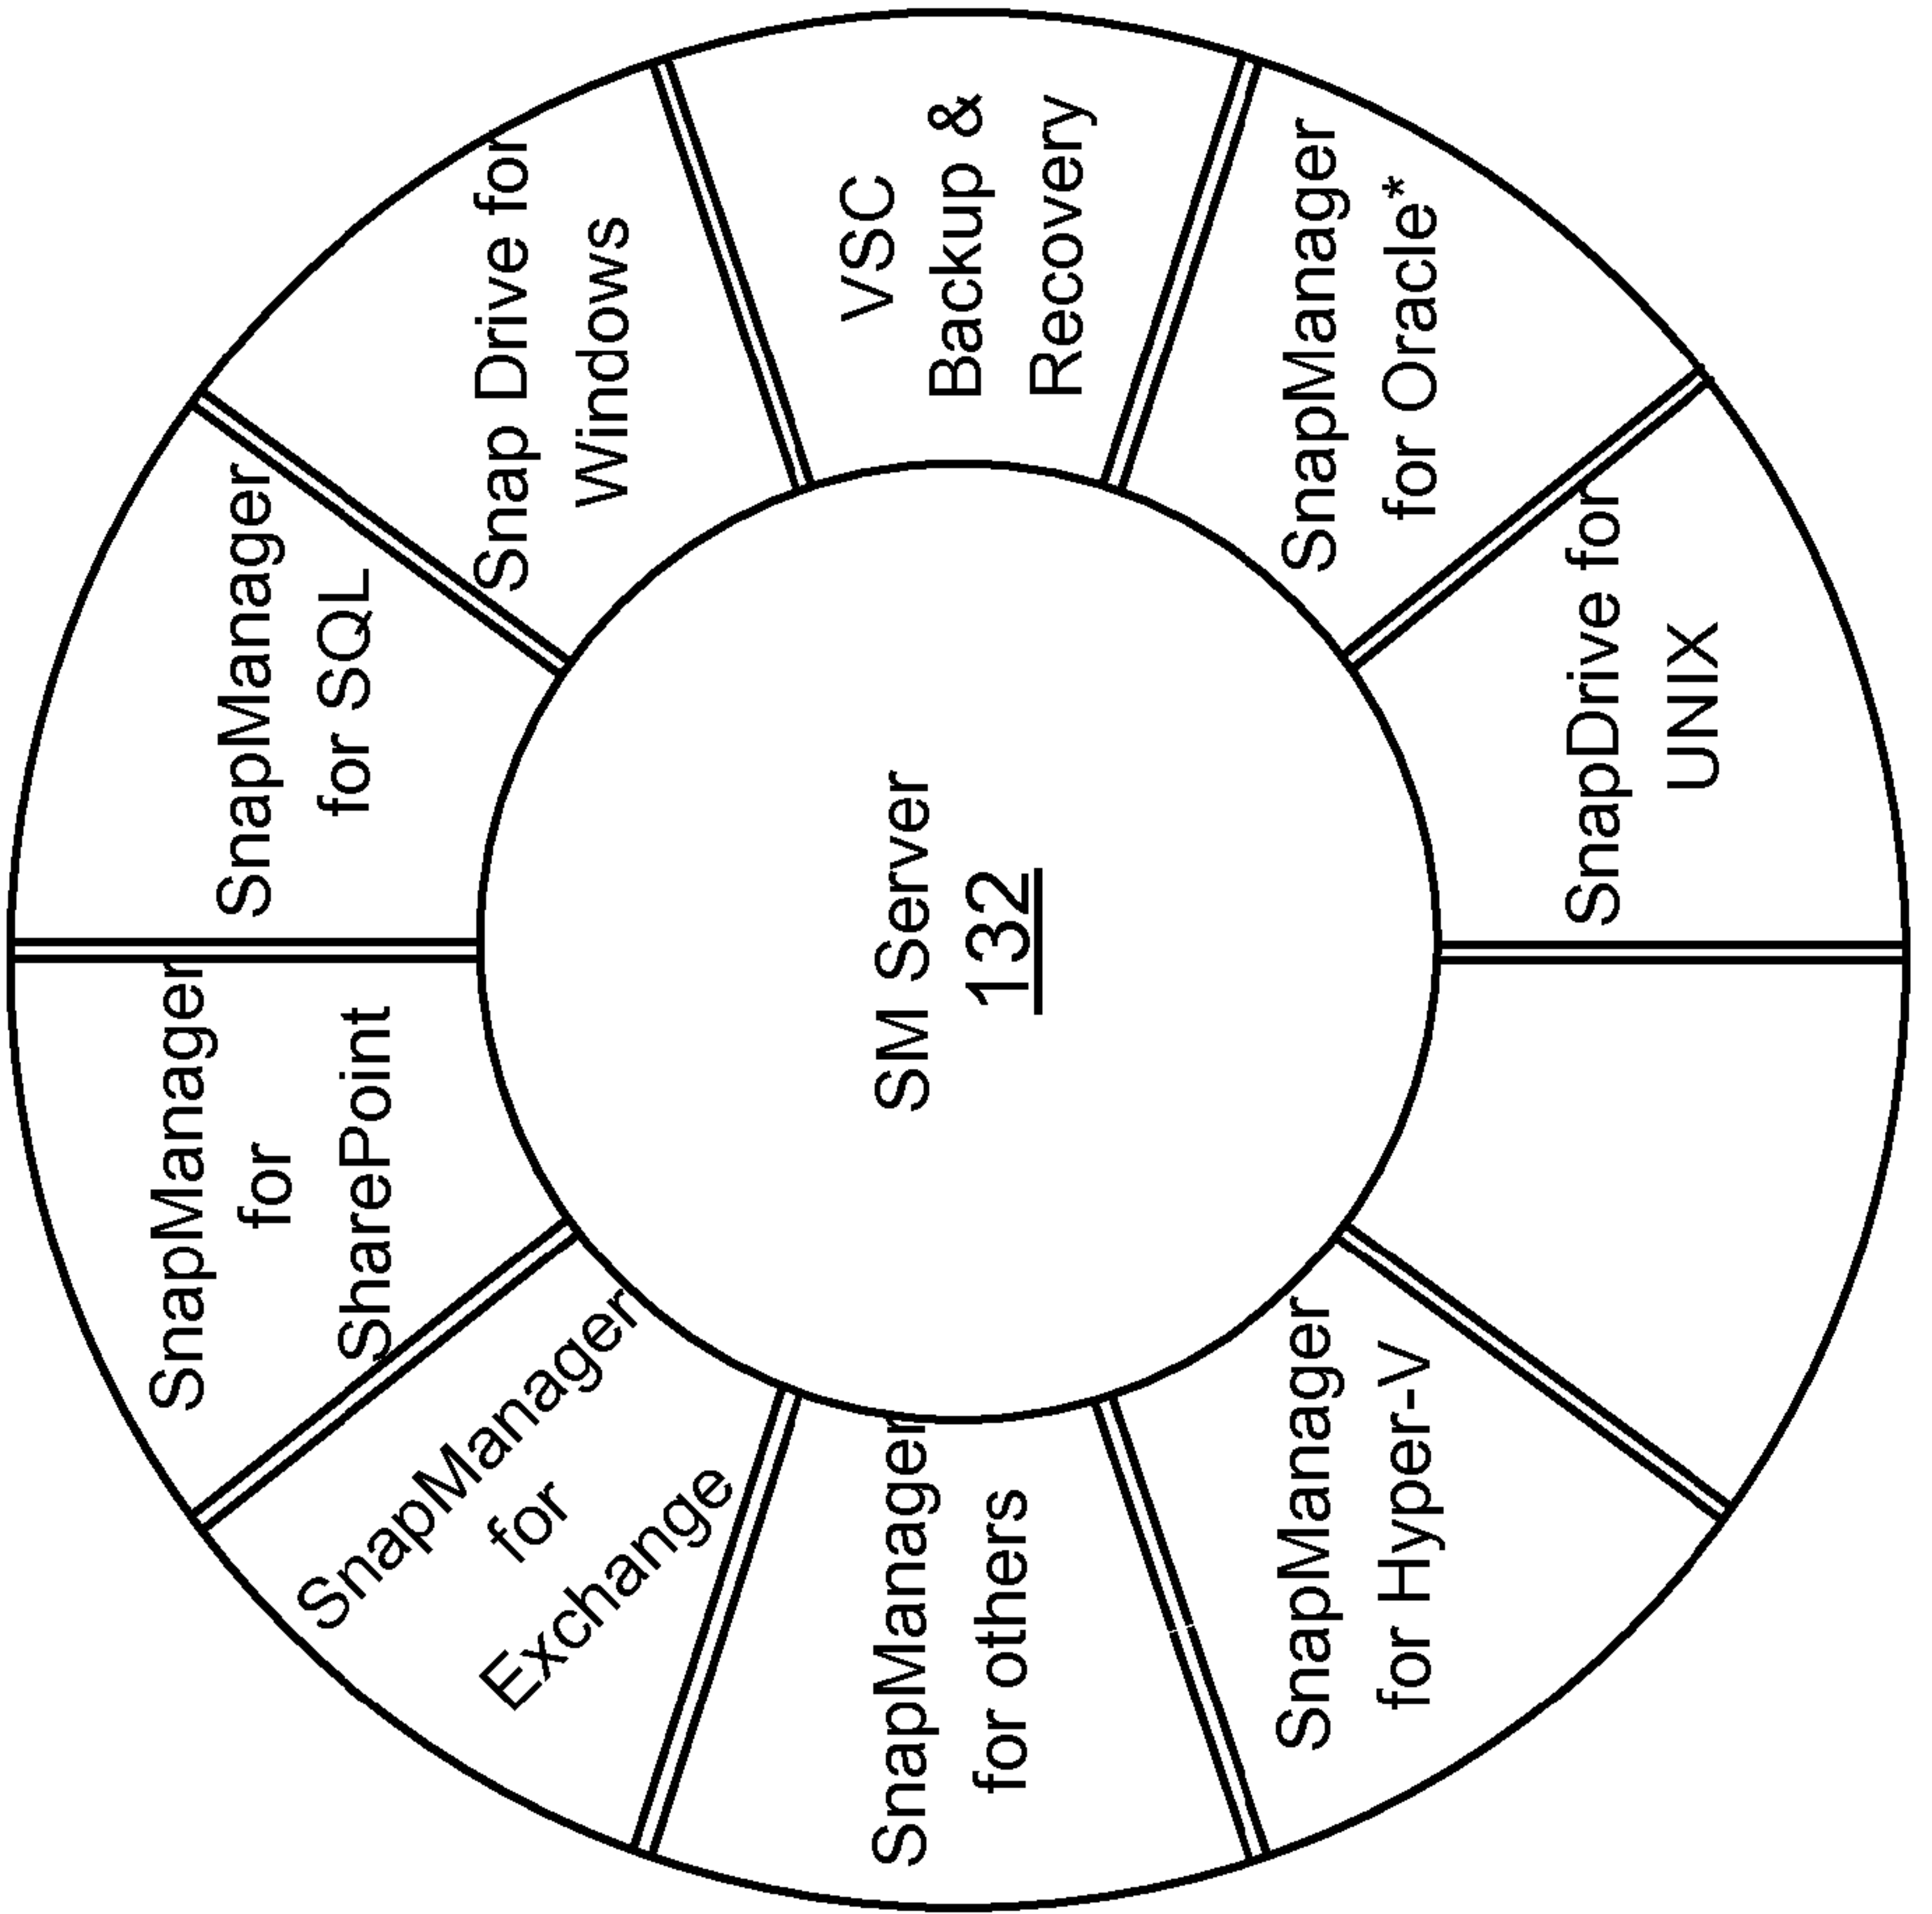 SnapManager
for
SharePoint
SnapManager
for SQL
Snap Drive for
Windows
VSC
Backup &
Recovery
SnapManager
for Oracle*
SnapDrive for
UNIX
SnapManager
for Hyper-V
SnapManager
for others
SnapManager
for
Exchange
SM Server
132